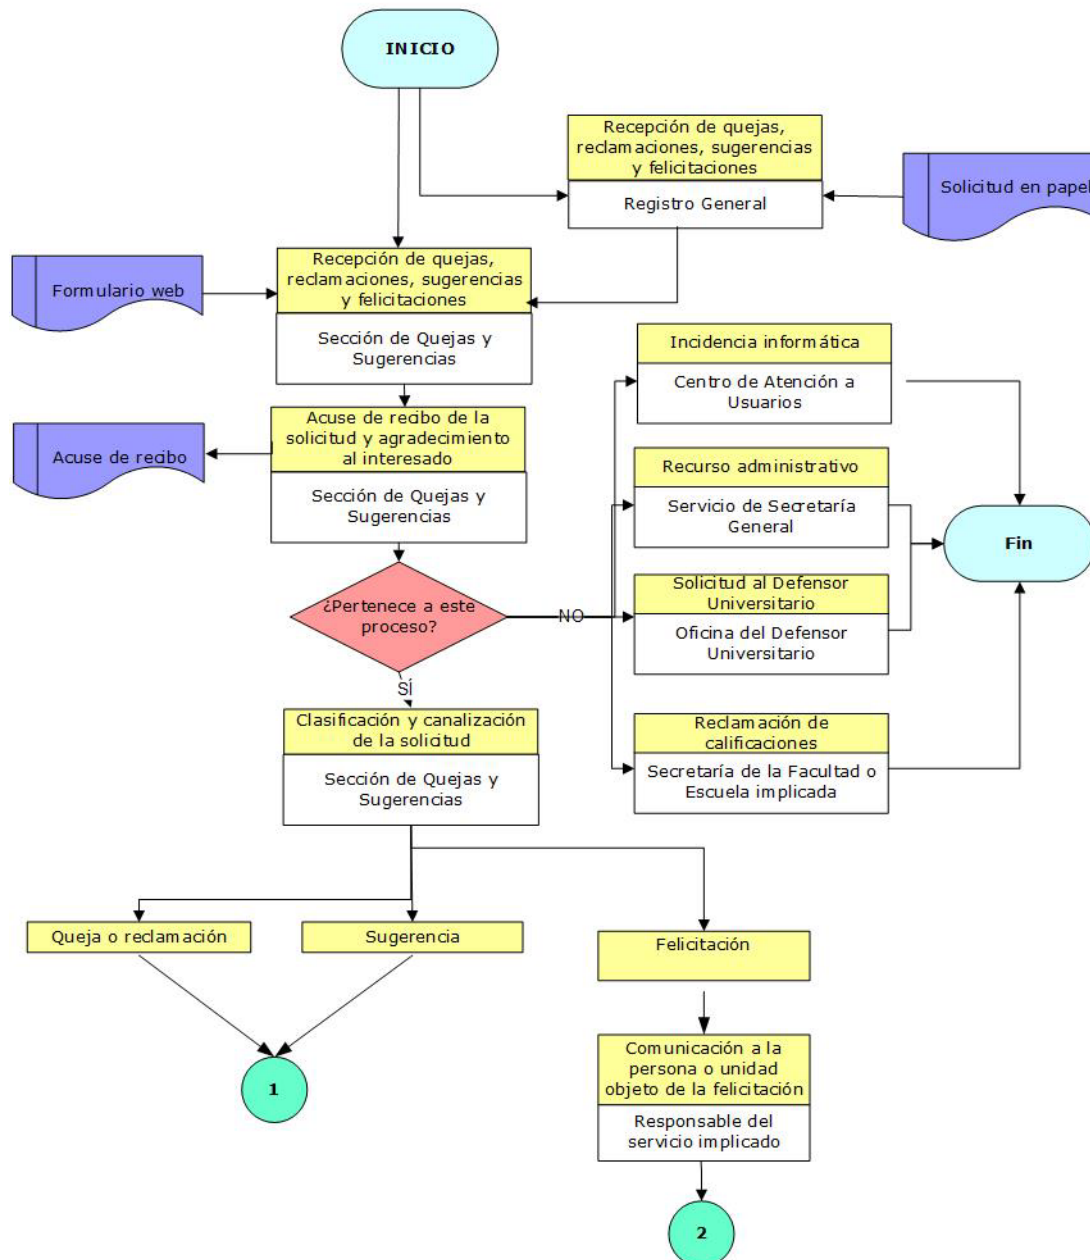 INICIO
Recepción de quejas,
reclamaciones, sugerencias
y felicitaciones
Registro General
Solicitud en papel
Recepción de quejas,
reclamaciones, sugerencias
y felicitaciones
Sección de Quejas y
Sugerencias
Formulario web
Acuse de recibo de la
solicitud y agradecimiento
al interesado
Sección de Quejas y
Sugerencias
Acuse de recibo
Incidencia informática
Centro de Atención a
Usuarios
Recurso administrativo
Servicio de Secretaría
General
Fin
¿Pertenece a este
proceso?
NO
Solicitud al Defensor
Universitario
Oficina del Defensor
Universitario
SÍ
Clasificación y canalización
de la solicitud
Sección de Quejas y
Sugerencias
Reclamación de
calificaciones
Secretaría de la Facultad o
Escuela implicada
Queja o reclamación
Sugerencia
Felicitación
Comunicación a la
persona o unidad
objeto de la felicitación
Responsable del
servicio implicado
1
2